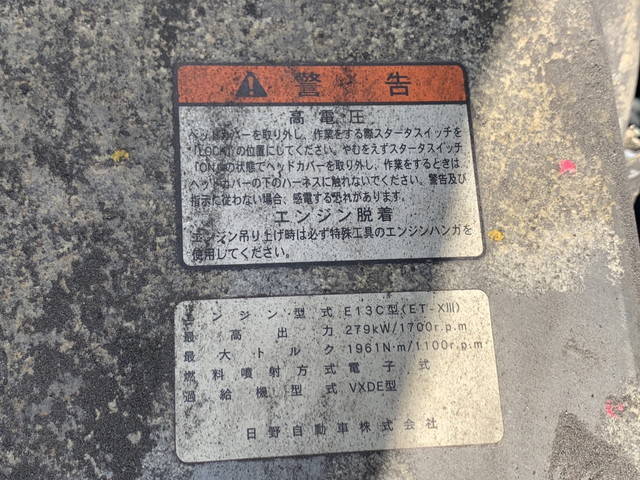 警告
高電圧
ヘッドカバーを取り外し、作業をする際スタータスイッチを
「LOCK」の位置にしてください。やむをえずスタータスイッチ
「ON」の状態でヘッドカバーを取り外し、作業をするときは
ヘッドカバーの下のハーネスに触れないでください。警告及び
指示に従わない場合、感電する恐れがあります。
エンジン脱着
エンジン吊り上げ時は必ず特殊工具のエンジンハンガを
使用してください。
エンジン型式 E13C型(ET-XIII)
最高出力 279kW/1700r.p.m
最大トルク 1961N·m/1100r.p.m
燃料噴射方式 電子式
過給機型式 VXDE型
日野自動車株式会社